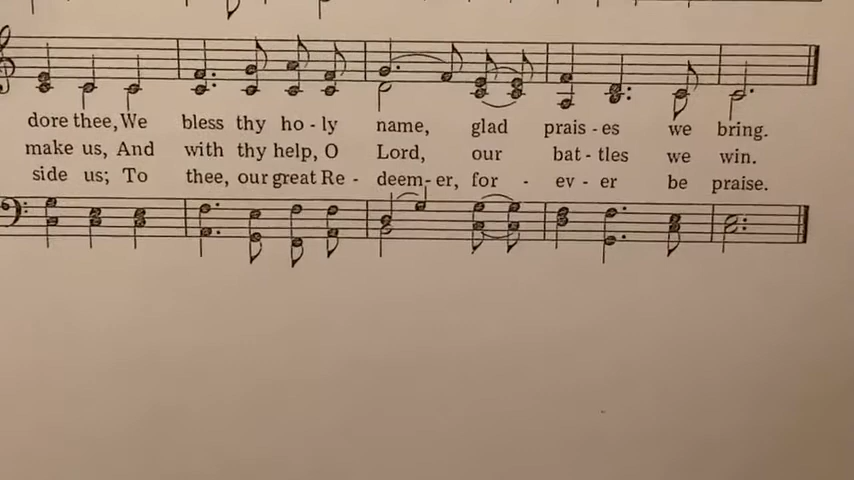 dore thee, We bless thy ho - ly name, glad prais - es we bring.
make us, And with thy help, O Lord, our bat - tles we win.
side us; To thee, our great Re - deem - er, for - ev - er be praise.